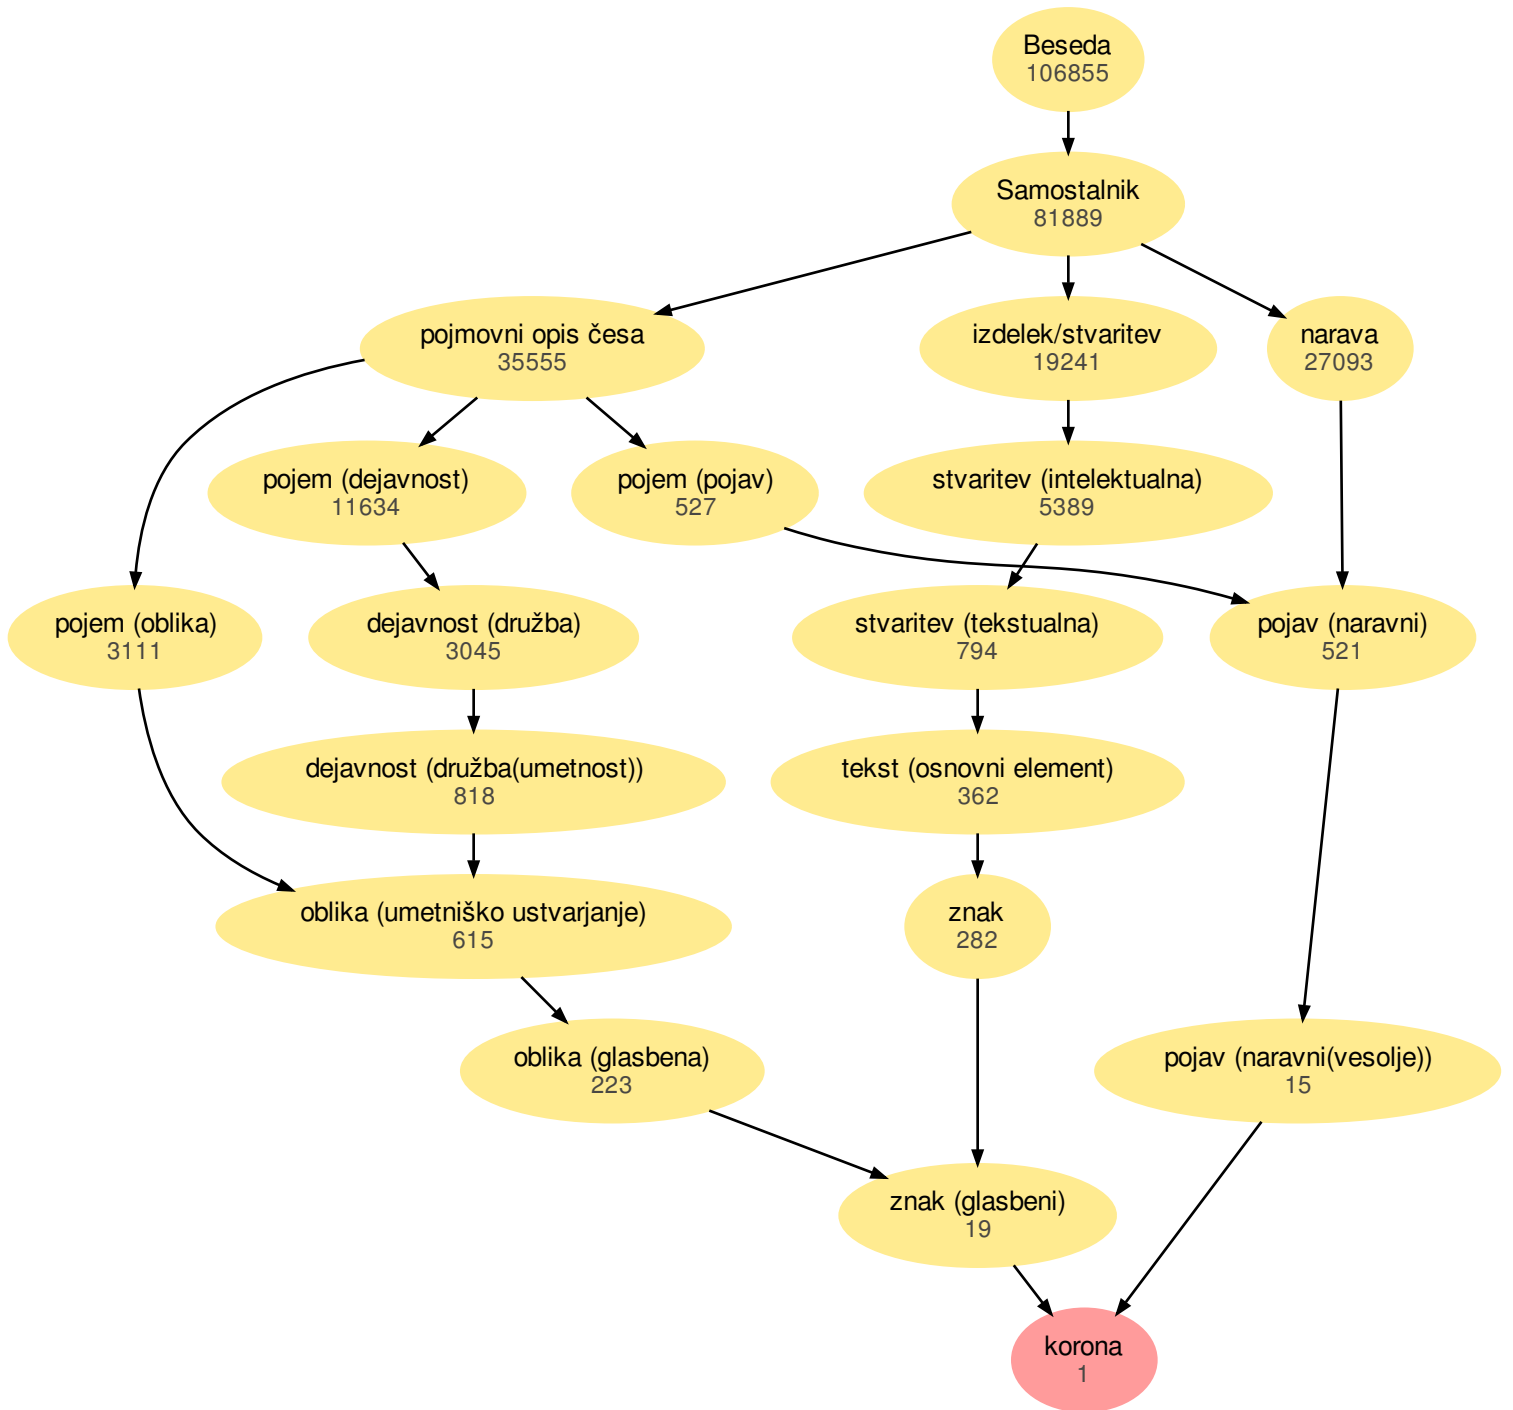 Beseda
106855
Samostalnik
81889
pojmovni opis česa
35555
izdelek/stvaritev
19241
narava
27093
pojem (dejavnost)
11634
pojem (pojav)
527
stvaritev (intelektualna)
5389
pojem (oblika)
3111
dejavnost (družba)
3045
stvaritev (tekstualna)
794
pojav (naravni)
521
dejavnost (družba(umetnost))
818
tekst (osnovni element)
362
oblika (umetniško ustvarjanje)
615
znak
282
oblika (glasbena)
223
pojav (naravni(vesolje))
15
znak (glasbeni)
19
korona
1